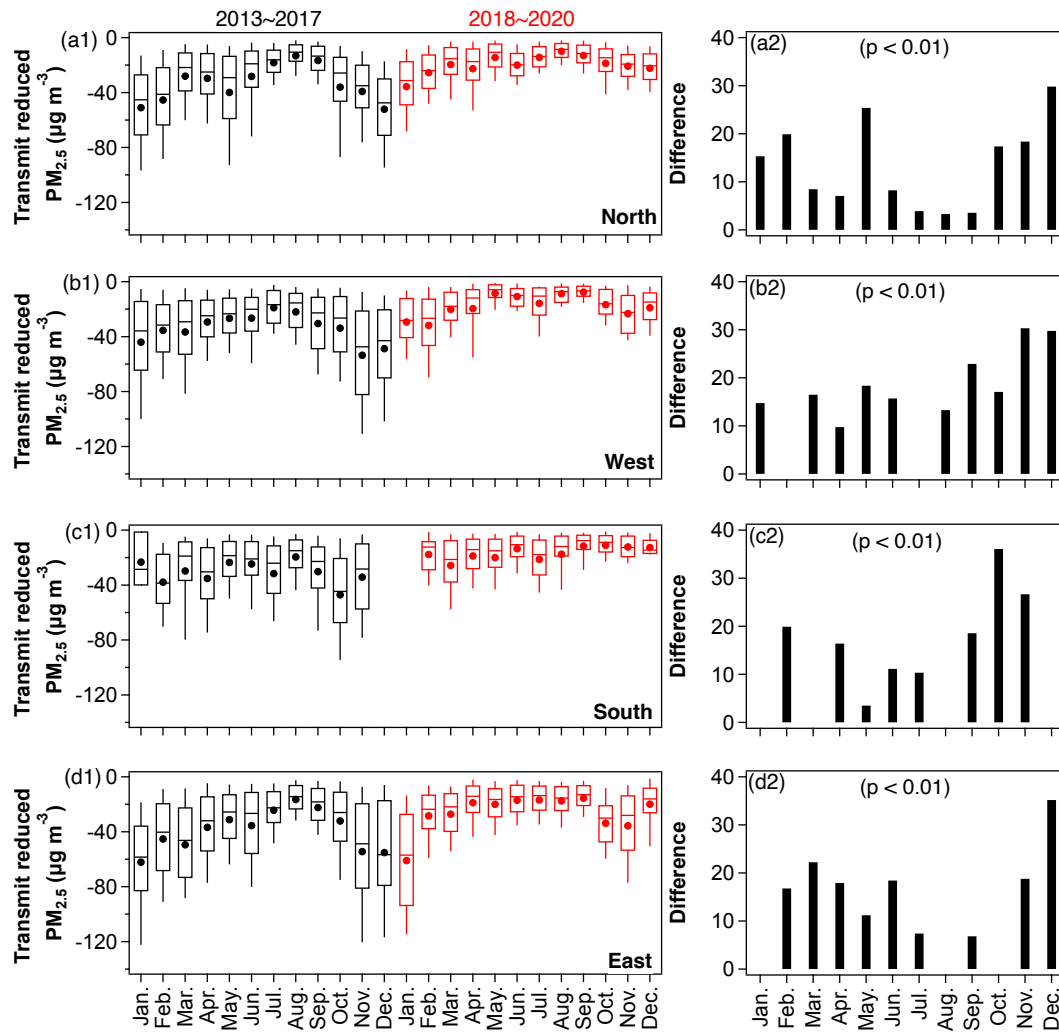 2013~2017 2018~2020
(a1) (a2) (p < 0.01)
Transmit reduced
PM2.5 (µg m-3)
0
-40
-80
-120
North
Difference
40
30
20
10
0
(b1) (b2) (p < 0.01)
Transmit reduced
PM2.5 (µg m-3)
0
-40
-80
-120
West
Difference
40
30
20
10
0
(c1) (c2) (p < 0.01)
Transmit reduced
PM2.5 (µg m-3)
0
-40
-80
-120
South
Difference
40
30
20
10
0
(d1) (d2) (p < 0.01)
Transmit reduced
PM2.5 (µg m-3)
0
-40
-80
-120
East
Difference
40
30
20
10
0
Jan. Feb. Mar. Apr. May. Jun. Jul. Aug. Sep. Oct. Nov. Dec. Jan. Feb. Mar. Apr. May. Jun. Jul. Aug. Sep. Oct. Nov. Dec.
Jan. Feb. Mar. Apr. May. Jun. Jul. Aug. Sep. Oct. Nov. Dec.